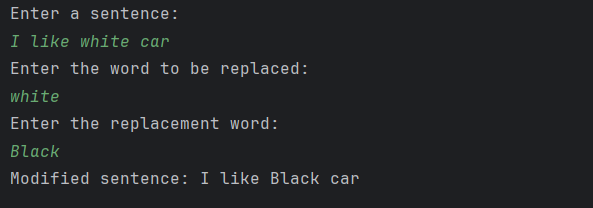 Enter a sentence:
I like white car
Enter the word to be replaced:
white
Enter the replacement word:
Black
Modified sentence: I like Black car